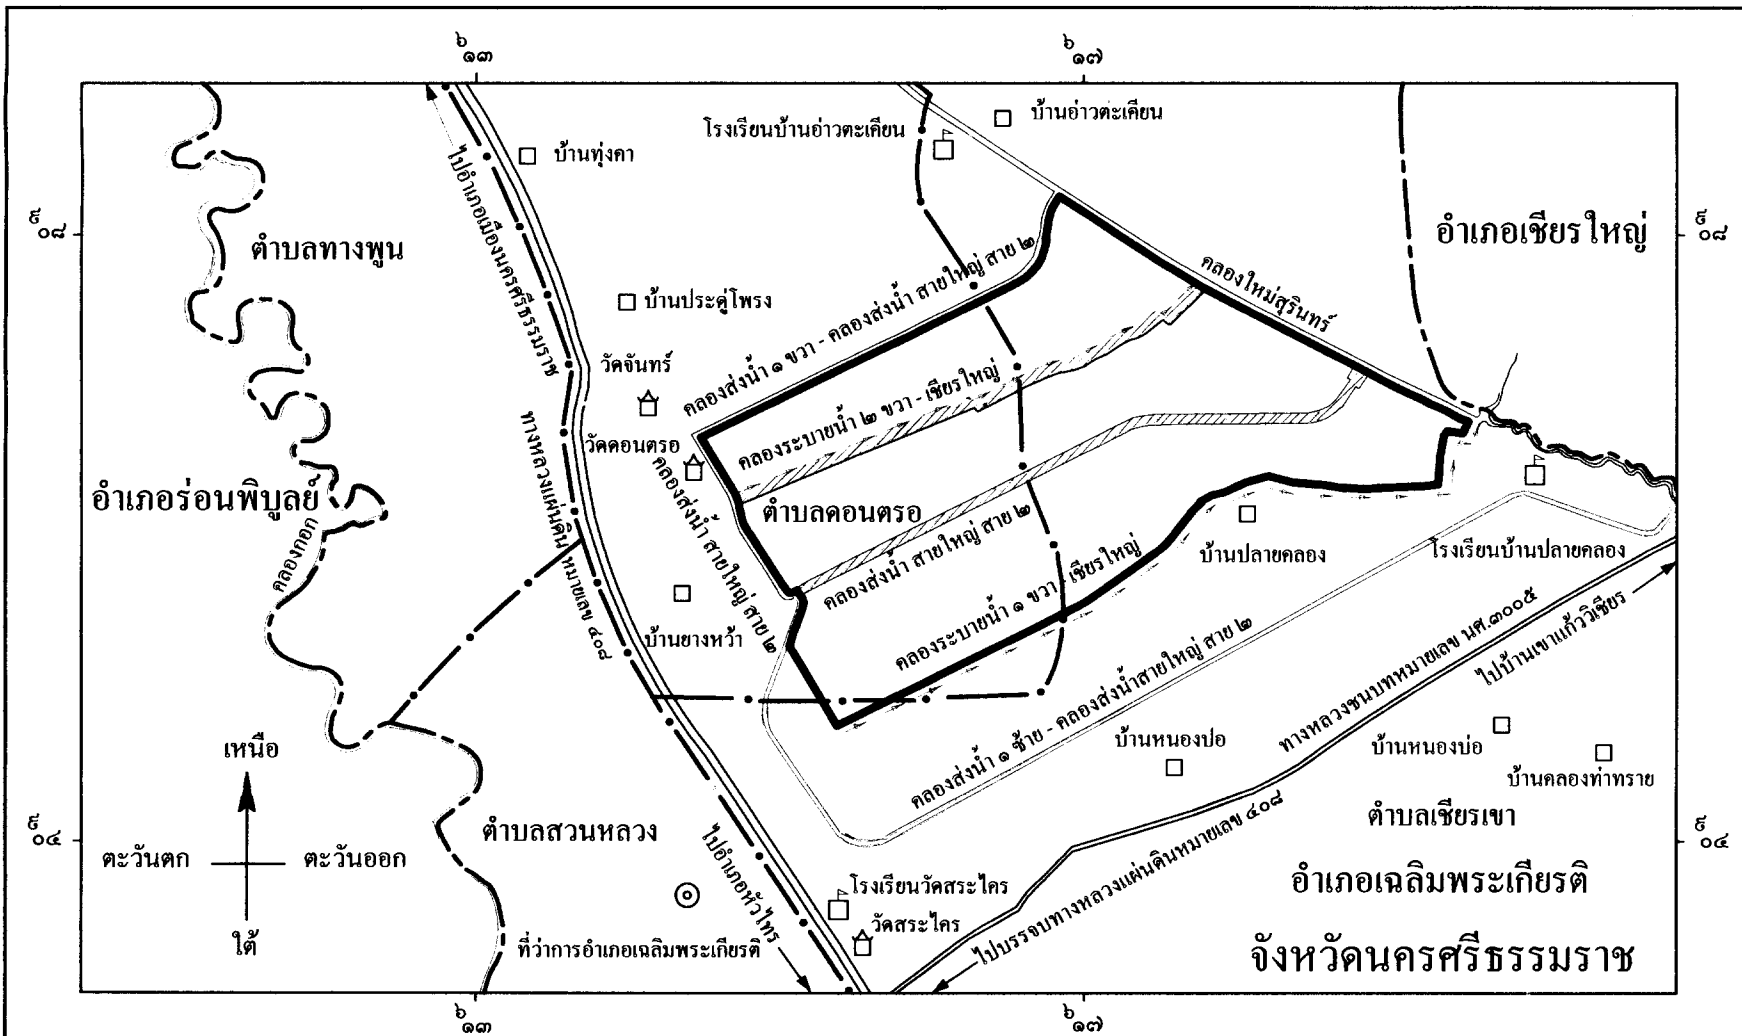 ๖๑๓
๖๑๗
โรงเรียนบ้านอ่าวตะเคียน
บ้านอ่าวตะเคียน
บ้านทุ่งคา
ไปอำเภอเมืองนครศรีธรรมราช
๙๐๘
ตำบลทางพูน
อำเภอเชียรใหญ่
๙๐๘
คลองใหม่สุรินทร์
บ้านประดู่โพรง
คลองส่งน้ำ ๑ ขวา - คลองส่งน้ำ สายใหญ่ สาย ๒
วัดจันทร์
คลองระบายน้ำ ๒ ขวา - เชียรใหญ่
วัดดอนตรอ
ทางหลวงแผ่นดินหมายเลข ๔๐๘
คลองส่งน้ำ สายใหญ่ สาย ๒
อำเภอร่อนพิบูลย์
คลองกอก
ตำบลดอนตรอ
คลองส่งน้ำ สายใหญ่ สาย ๒
บ้านปลายคลอง
โรงเรียนบ้านปลายคลอง
คลองระบายน้ำ ๑ ขวา - เชียรใหญ่
บ้านยางหว้า
คลองส่งน้ำ ๑ ซ้าย - คลองส่งน้ำสายใหญ่ สาย ๒
ทางหลวงชนบทหมายเลข นศ.๓๐๐๕
ไปบ้านเขาแก้ววิเชียร
บ้านหนองบ่อ
บ้านหนองบ่อ
บ้านคลองท่าทราย
เหนือ
ตะวันตก
ตะวันออก
ใต้
๙๐๔
ตำบลสวนหลวง
ไปอำเภอหัวไทร
ตำบลเชียรเขา
๙๐๔
อำเภอเฉลิมพระเกียรติ
โรงเรียนวัดสระไคร
วัดสระไคร
ที่ว่าการอำเภอเฉลิมพระเกียรติ
ไปบรรจบทางหลวงแผ่นดินหมายเลข ๔๐๘
จังหวัดนครศรีธรรมราช
๖๑๓
๖๑๗